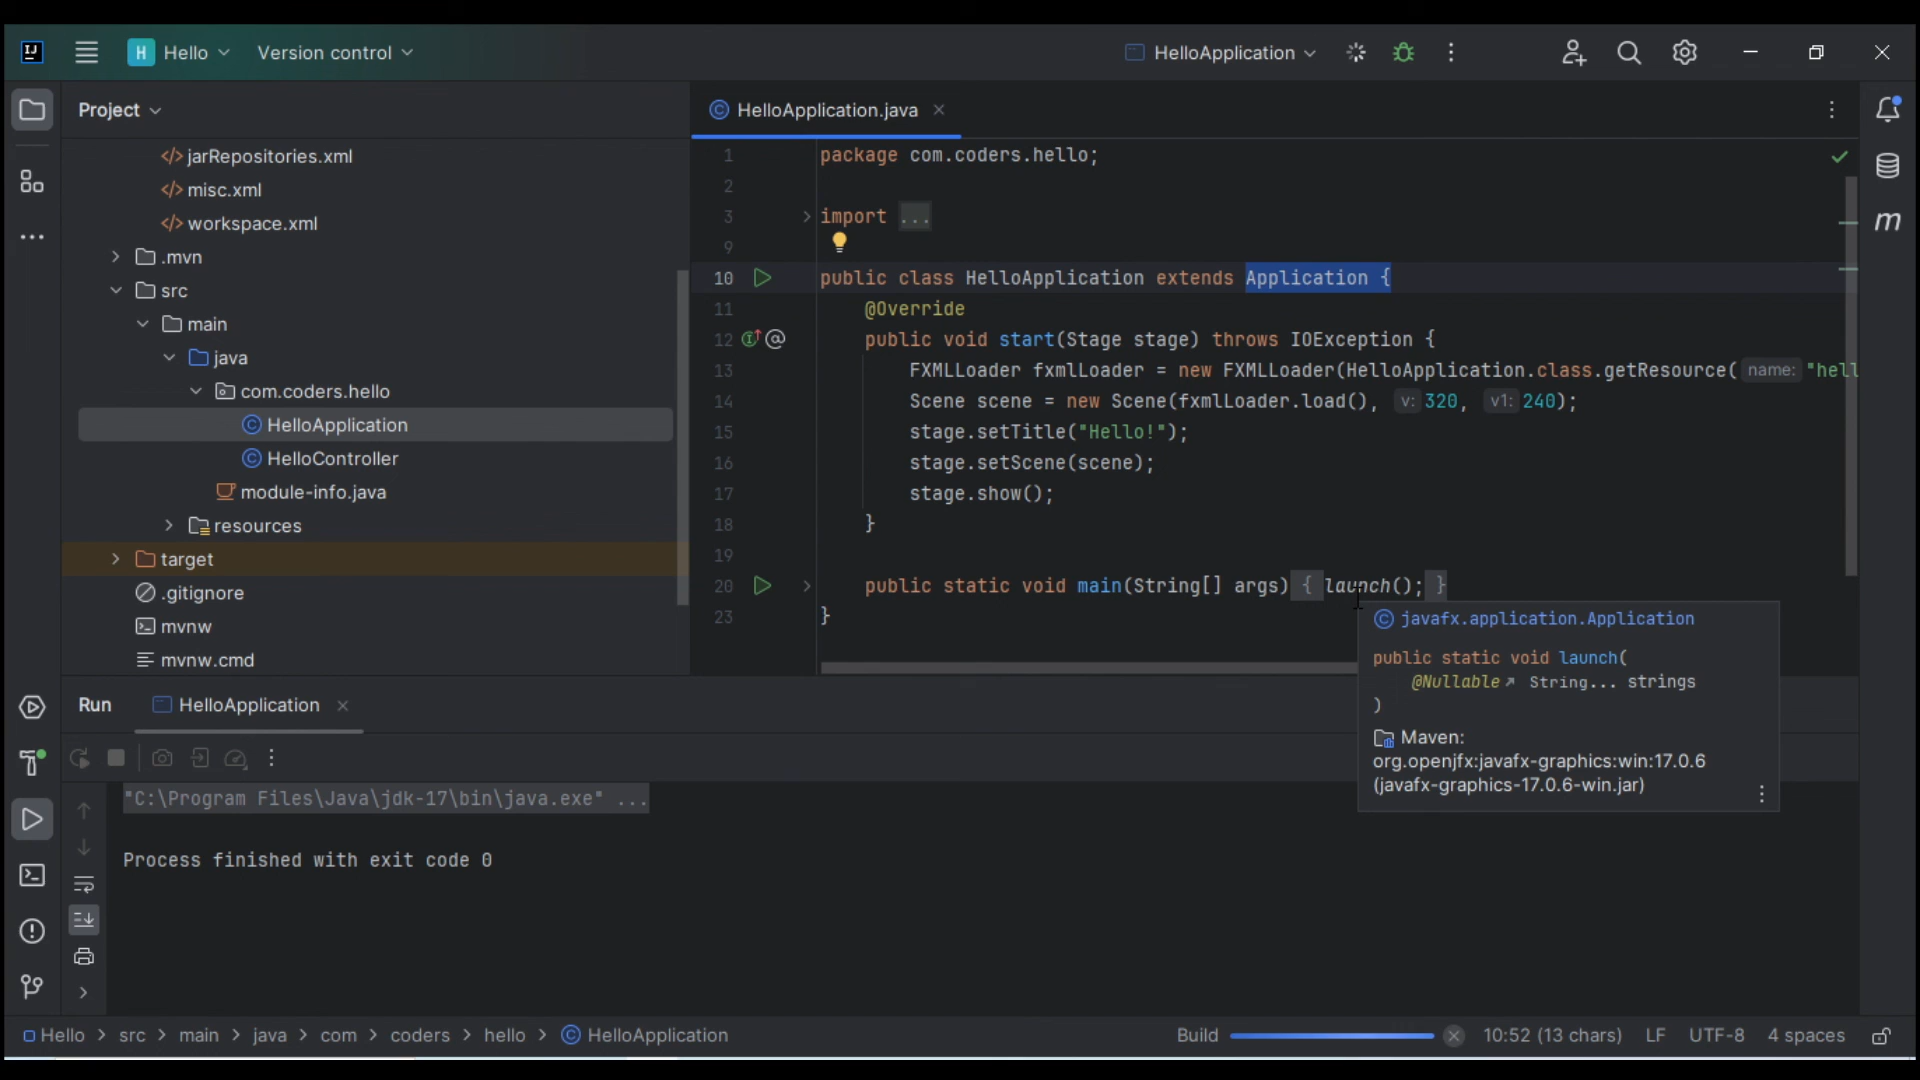 IJ
H Hello Version control HelloApplication
Project
jarRepositories.xml
misc.xml
workspace.xml
.mvn
src
main
java
com.coders.hello
HelloApplication
HelloController
module-info.java
resources
target
.gitignore
mvnw
mvnw.cmd
HelloApplication.java
1 package com.coders.hello;
2
3 import ...
9
10 public class HelloApplication extends Application {
11 @Override
12 public void start(Stage stage) throws IOException {
13 FXMLLoader fxmlLoader = new FXMLLoader(HelloApplication.class.getResource( name: "hell
14 Scene scene = new Scene(fxmlLoader.load(), v: 320, v1: 240);
15 stage.setTitle("Hello!");
16 stage.setScene(scene);
17 stage.show();
18 }
19
20 public static void main(String[] args) { launch(); }
23 }
m
javafx.application.Application
public static void launch(
@Nullable String... strings
)
Maven:
org.openjfx:javafx-graphics:win:17.0.6
(javafx-graphics-17.0.6-win.jar)
Run HelloApplication
"C:\Program Files\Java\jdk-17\bin\java.exe" ...
Process finished with exit code 0
Hello > src > main > java > com > coders > hello > HelloApplication
Build 10:52 (13 chars) LF UTF-8 4 spaces